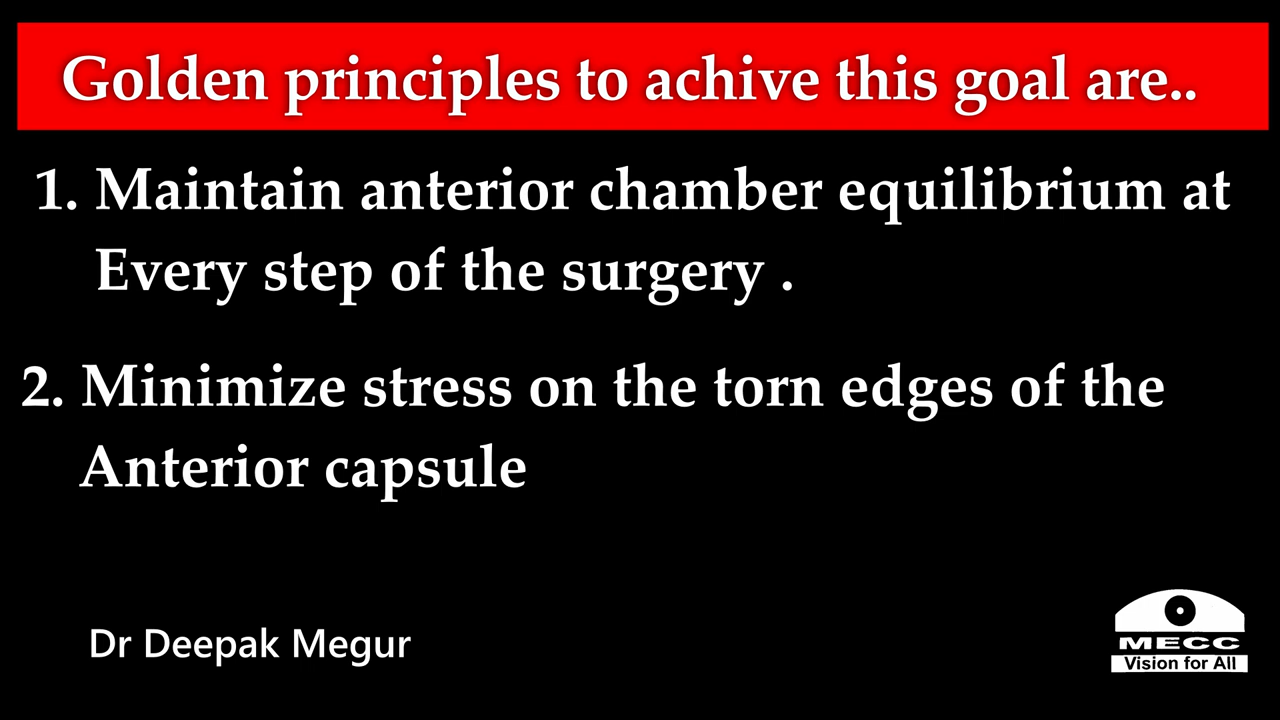 Golden principles to achive this goal are..
1. Maintain anterior chamber equilibrium at
Every step of the surgery .
2. Minimize stress on the torn edges of the
Anterior capsule
Dr Deepak Megur
MECC
Vision for All